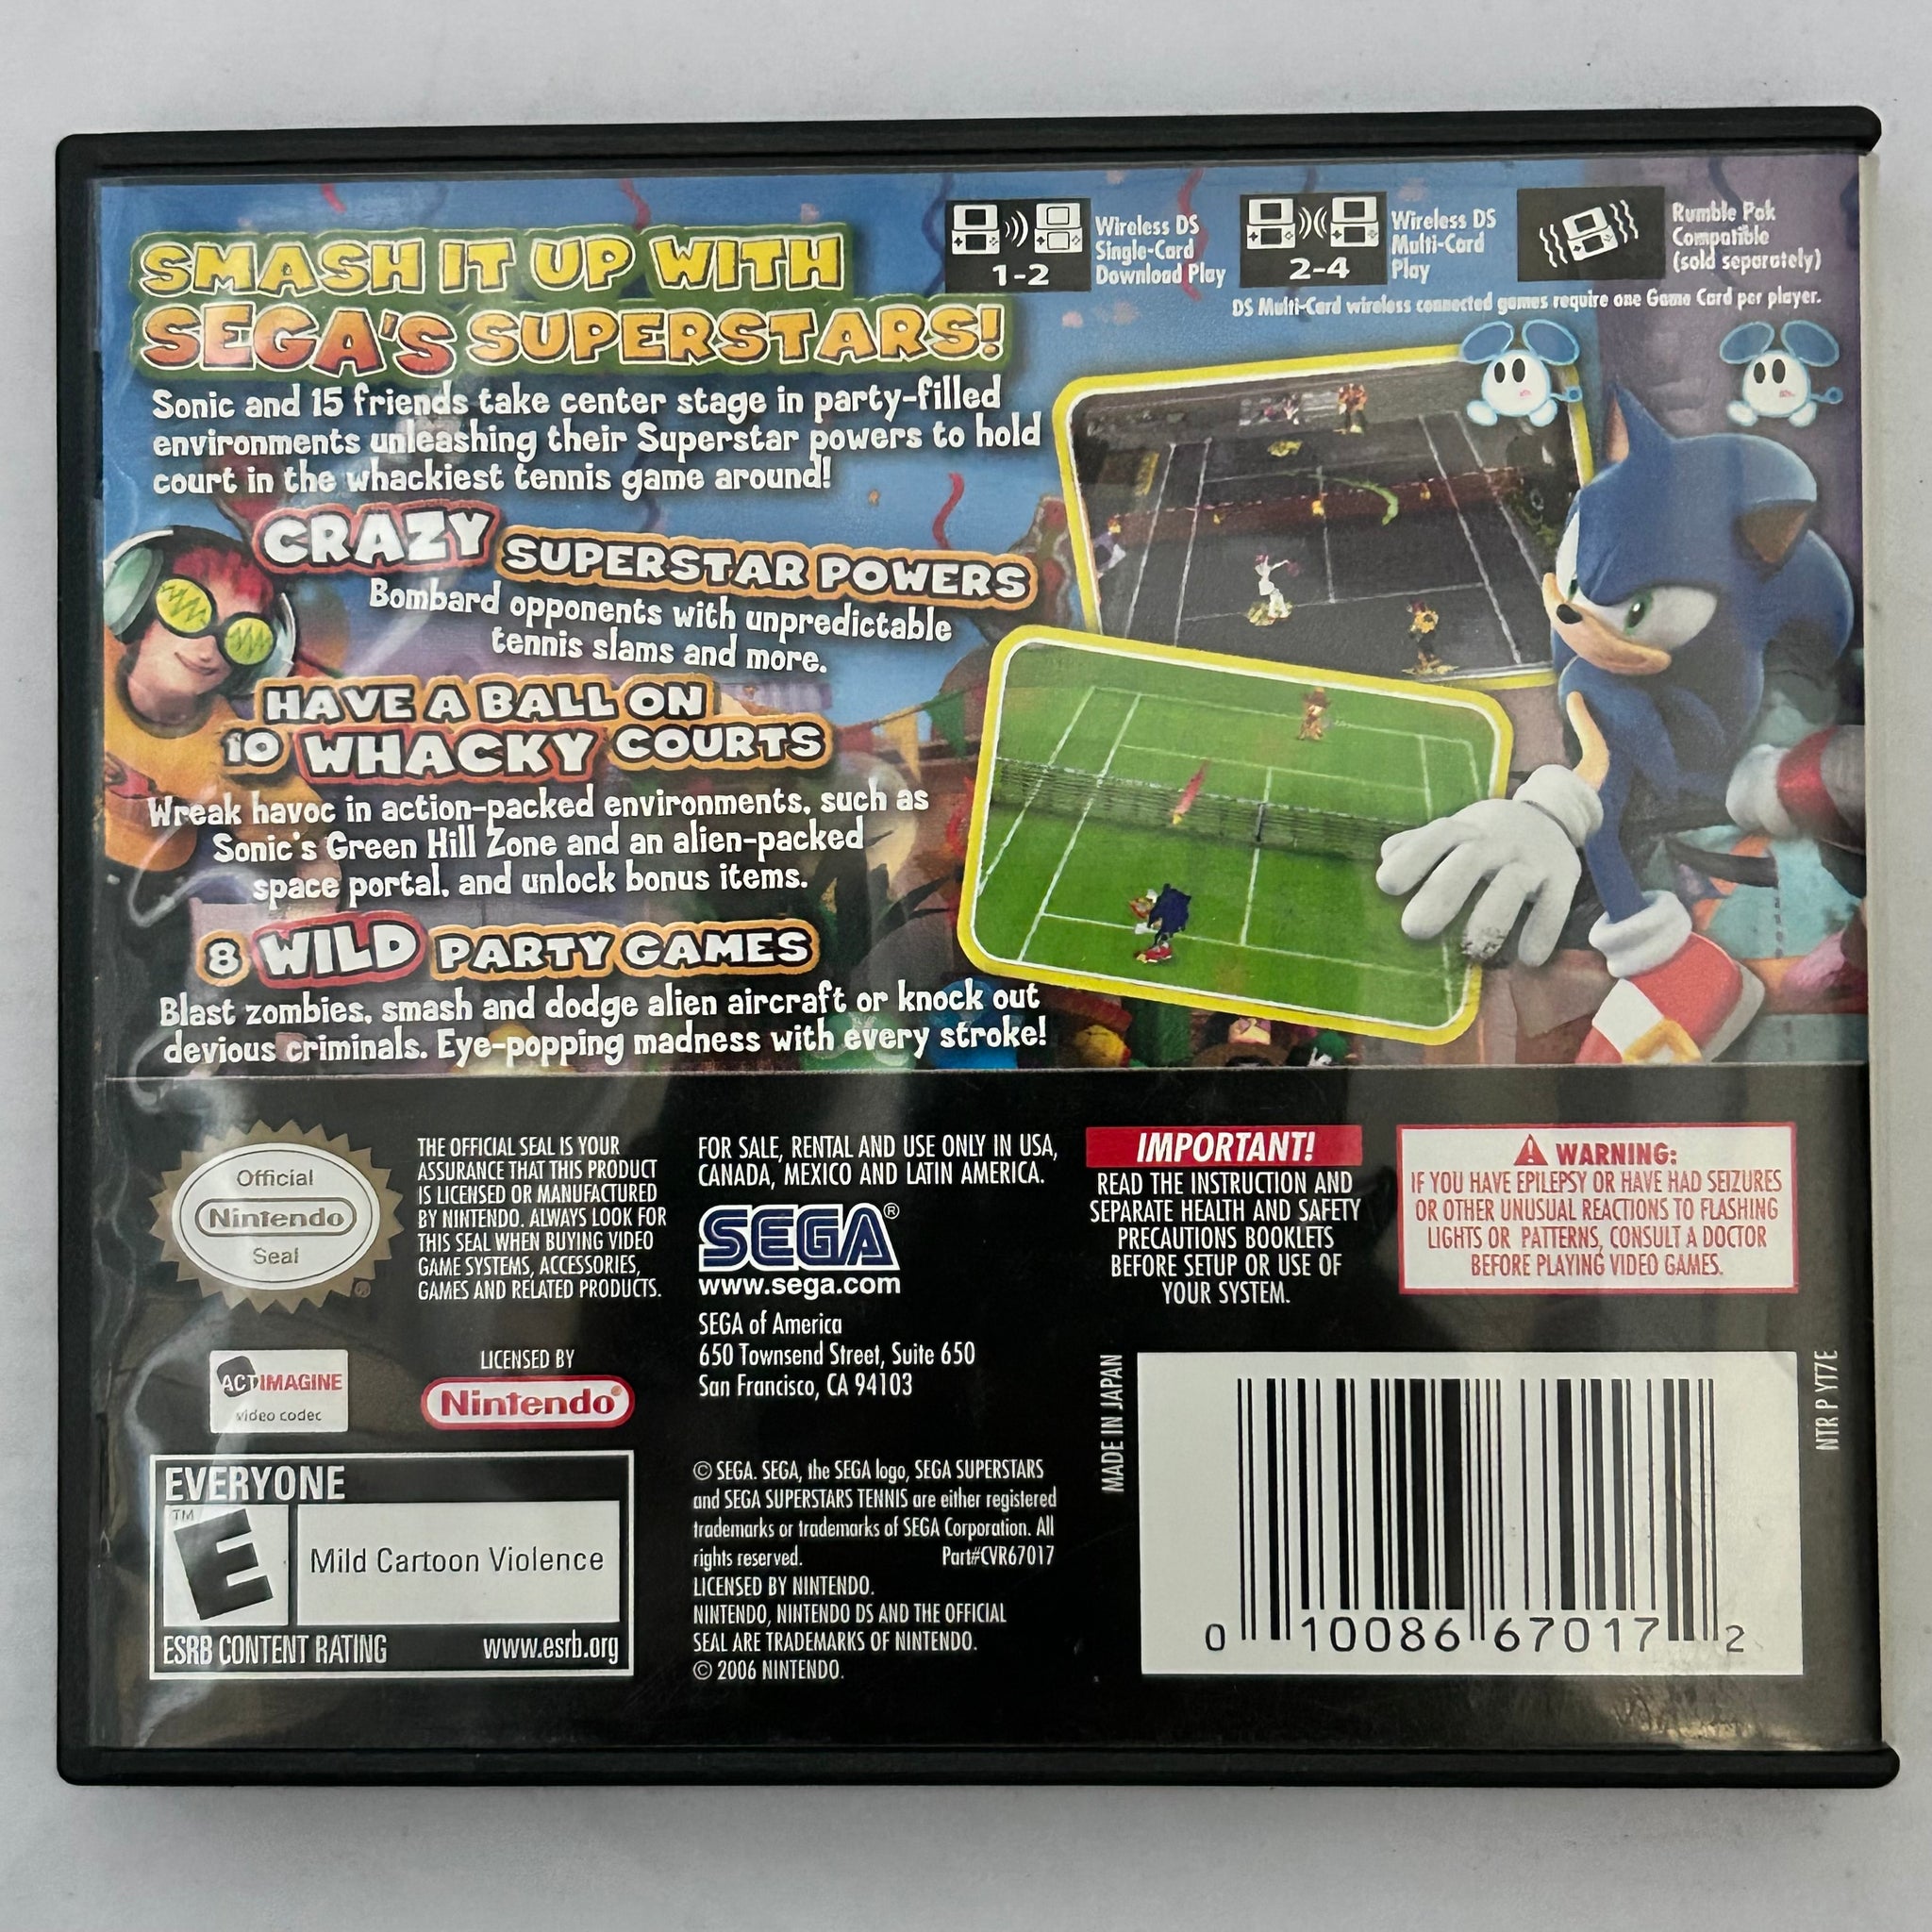 SMASH IT UP WITH
SEGA'S SUPERSTARS!
Sonic and 15 friends take center stage in party-filled
environments unleashing their Superstar powers to hold
court in the whackiest tennis game around!
CRAZY SUPERSTAR POWERS
Bombard opponents with unpredictable
tennis slams and more.
HAVE A BALL ON
10 WHACKY COURTS
Wreak havoc in action-packed environments, such as
Sonic's Green Hill Zone and an alien-packed
space portal, and unlock bonus items.
8 WILD PARTY GAMES
Blast zombies, smash and dodge alien aircraft or knock out
devious criminals. Eye-popping madness with every stroke!
1-2
Wireless DS
Single-Card
Download Play
2-4
Wireless DS
Multi-Card
Play
Rumble Pak
Compatible
(sold separately)
DS Multi-Card wireless connected games require one Game Card per player.
Official
Nintendo
Seal
®
THE OFFICIAL SEAL IS YOUR
ASSURANCE THAT THIS PRODUCT
IS LICENSED OR MANUFACTURED
BY NINTENDO. ALWAYS LOOK FOR
THIS SEAL WHEN BUYING VIDEO
GAME SYSTEMS, ACCESSORIES,
GAMES AND RELATED PRODUCTS.
ACTIMAGINE
video codec
LICENSED BY
Nintendo®
EVERYONE
TM
E
Mild Cartoon Violence
ESRB CONTENT RATING www.esrb.org
FOR SALE, RENTAL AND USE ONLY IN USA,
CANADA, MEXICO AND LATIN AMERICA.
SEGA®
www.sega.com
SEGA of America
650 Townsend Street, Suite 650
San Francisco, CA 94103
© SEGA. SEGA, the SEGA logo, SEGA SUPERSTARS
and SEGA SUPERSTARS TENNIS are either registered
trademarks or trademarks of SEGA Corporation. All
rights reserved. Part#CVR67017
LICENSED BY NINTENDO.
NINTENDO, NINTENDO DS AND THE OFFICIAL
SEAL ARE TRADEMARKS OF NINTENDO.
© 2006 NINTENDO.
IMPORTANT!
READ THE INSTRUCTION AND
SEPARATE HEALTH AND SAFETY
PRECAUTIONS BOOKLETS
BEFORE SETUP OR USE OF
YOUR SYSTEM.
WARNING:
IF YOU HAVE EPILEPSY OR HAVE HAD SEIZURES
OR OTHER UNUSUAL REACTIONS TO FLASHING
LIGHTS OR PATTERNS, CONSULT A DOCTOR
BEFORE PLAYING VIDEO GAMES.
MADE IN JAPAN
0 10086 67017 2
NTR P YT7E